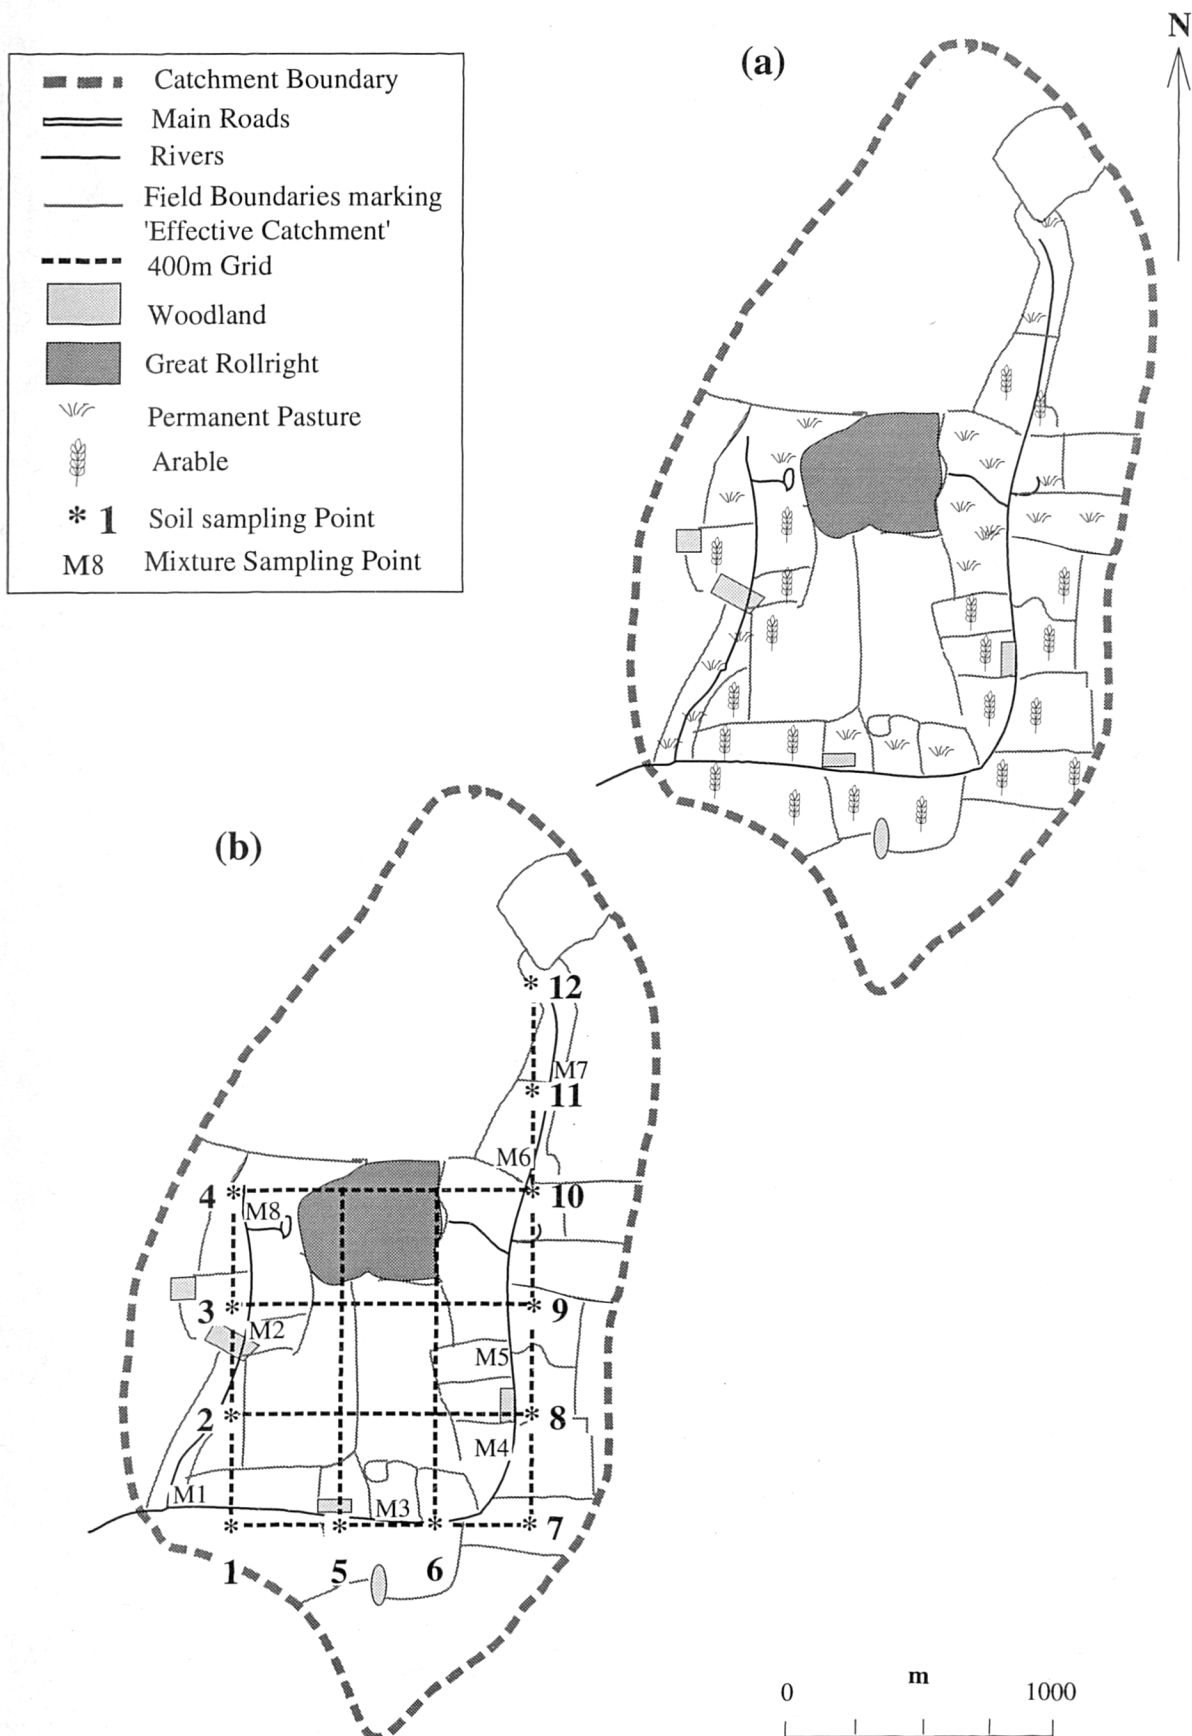 N
(a)
Catchment Boundary
Main Roads
Rivers
Field Boundaries marking
'Effective Catchment'
400m Grid
Woodland
Great Rollright
Permanent Pasture
Arable
* 1 Soil sampling Point
M8 Mixture Sampling Point
(b)
* 12
M7
* 11
M6
4 * * 10
M8
3 * * 9
M2
M5
2 * * 8
M4
M1
M3
* * * * 7
1 5 6
m
0 1000